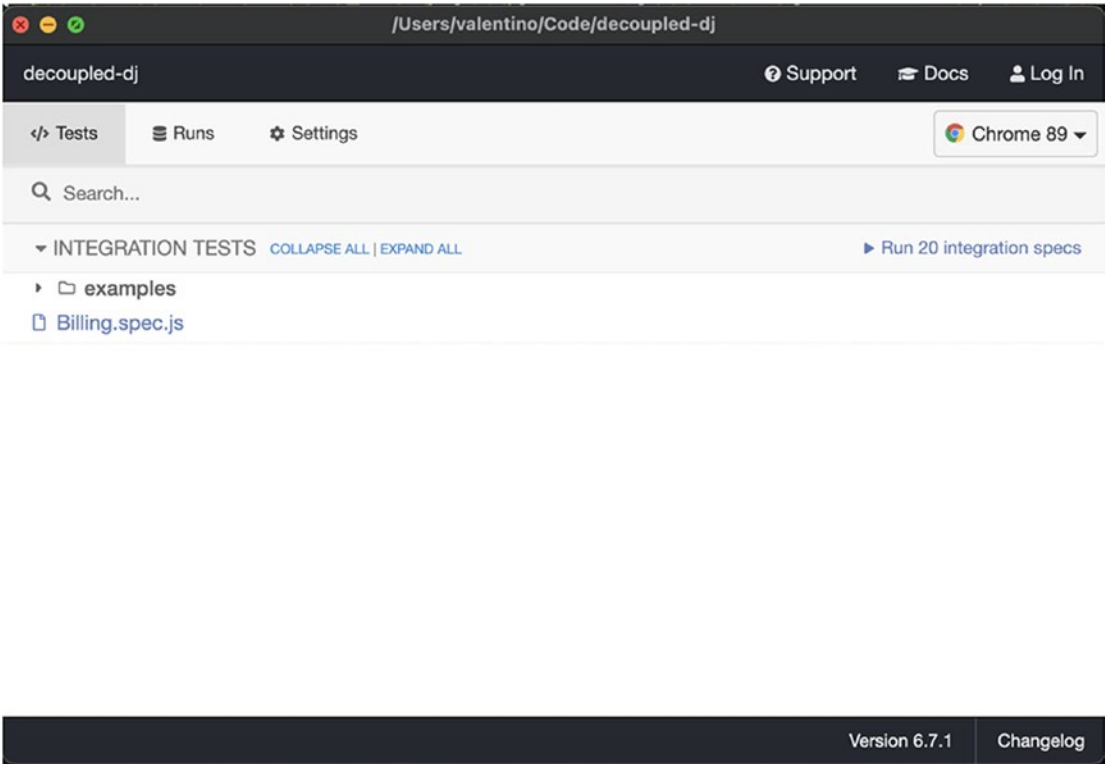 /Users/valentino/Code/decoupled-dj
decoupled-dj Support Docs Log In
</> Tests Runs Settings Chrome 89
Search...
INTEGRATION TESTS COLLAPSE ALL | EXPAND ALL Run 20 integration specs
examples
Billing.spec.js
Version 6.7.1 Changelog